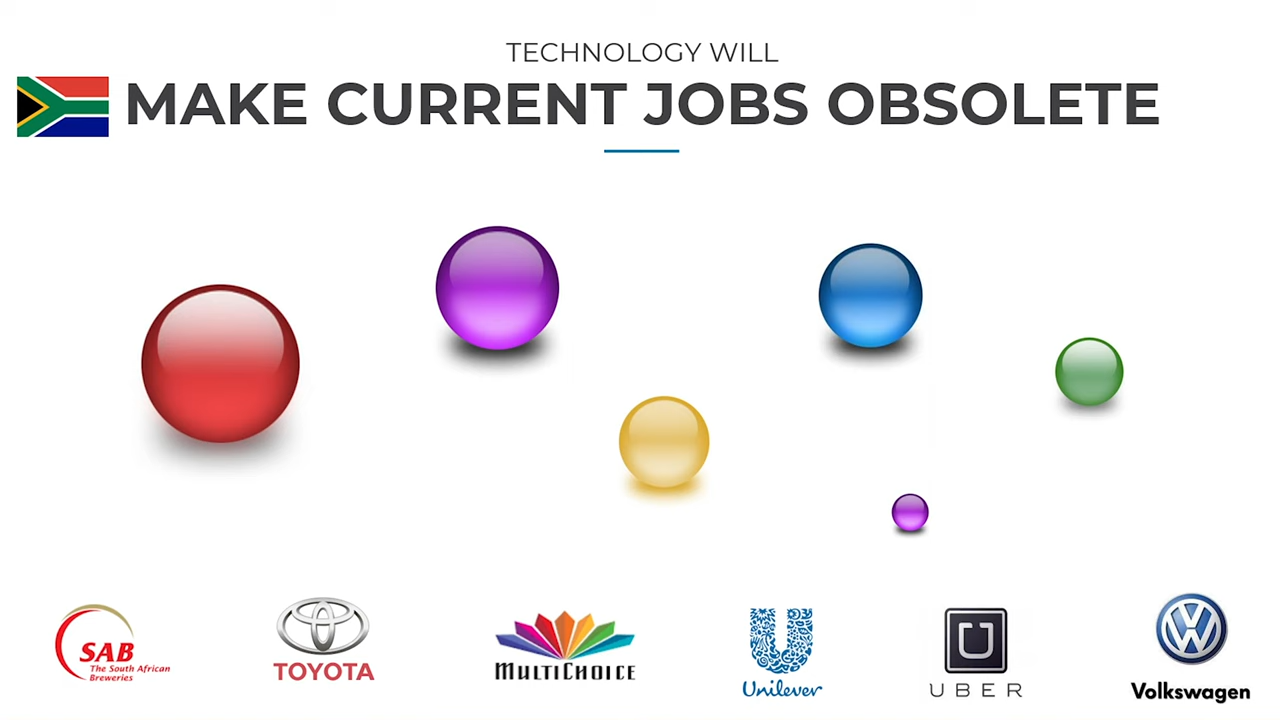 TECHNOLOGY WILL
MAKE CURRENT JOBS OBSOLETE
SAB
The South African
Breweries
TOYOTA
MULTICHOICE
Unilever
UBER
Volkswagen